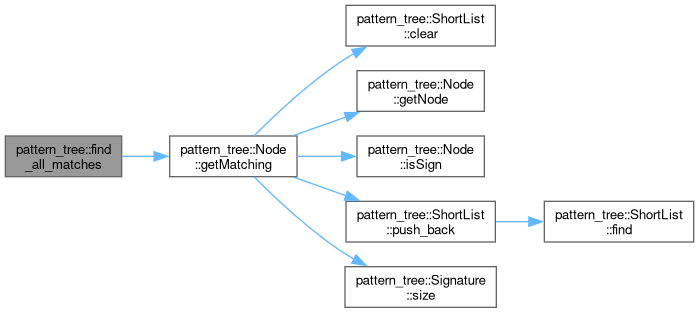 pattern_tree::find
_all_matches
pattern_tree::Node
::getMatching
pattern_tree::ShortList
::clear
pattern_tree::Node
::getNode
pattern_tree::Node
::isSign
pattern_tree::ShortList
::push_back
pattern_tree::ShortList
::find
pattern_tree::Signature
::size